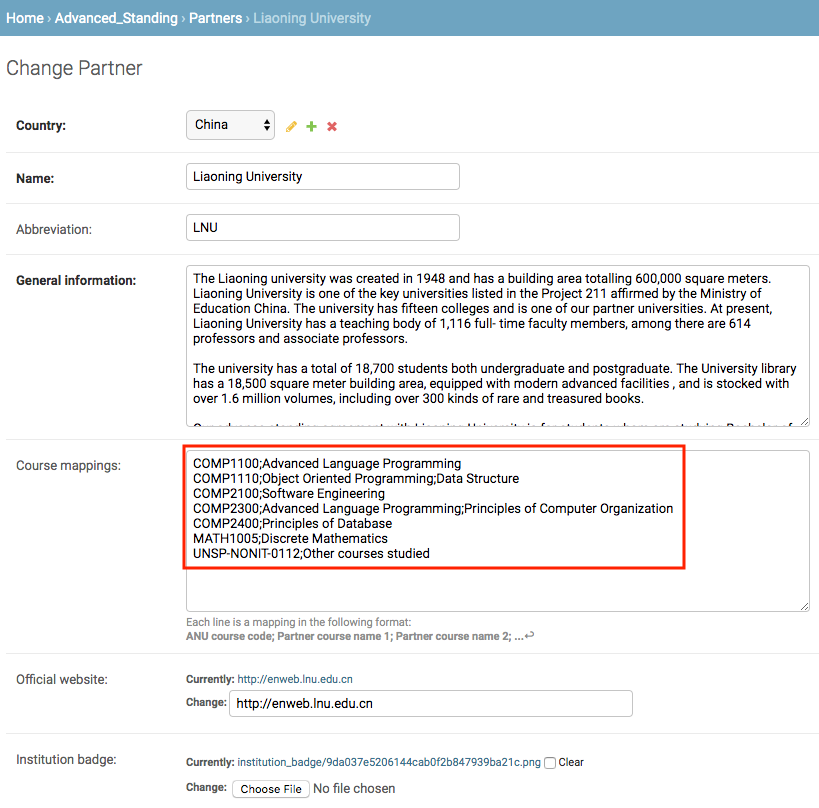 Home › Advanced_Standing › Partners › Liaoning University
Change Partner
Country:
China
Name:
Liaoning University
Abbreviation:
LNU
General information:
The Liaoning university was created in 1948 and has a building area totalling 600,000 square meters.
Liaoning University is one of the key universities listed in the Project 211 affirmed by the Ministry of
Education China. The university has fifteen colleges and is one of our partner universities. At present,
Liaoning University has a teaching body of 1,116 full- time faculty members, among there are 614
professors and associate professors.
The university has a total of 18,700 students both undergraduate and postgraduate. The University library
has a 18,500 square meter building area, equipped with modern advanced facilities , and is stocked with
over 1.6 million volumes, including over 300 kinds of rare and treasured books.
Course mappings:
COMP1100;Advanced Language Programming
COMP1110;Object Oriented Programming;Data Structure
COMP2100;Software Engineering
COMP2300;Advanced Language Programming;Principles of Computer Organization
COMP2400;Principles of Database
MATH1005;Discrete Mathematics
UNSP-NONIT-0112;Other courses studied
Each line is a mapping in the following format:
ANU course code; Partner course name 1; Partner course name 2; ...↩
Official website:
Currently: http://enweb.lnu.edu.cn
Change: http://enweb.lnu.edu.cn
Institution badge:
Currently: institution_badge/9da037e5206144cab0f2b847939ba21c.png Clear
Change: Choose File No file chosen